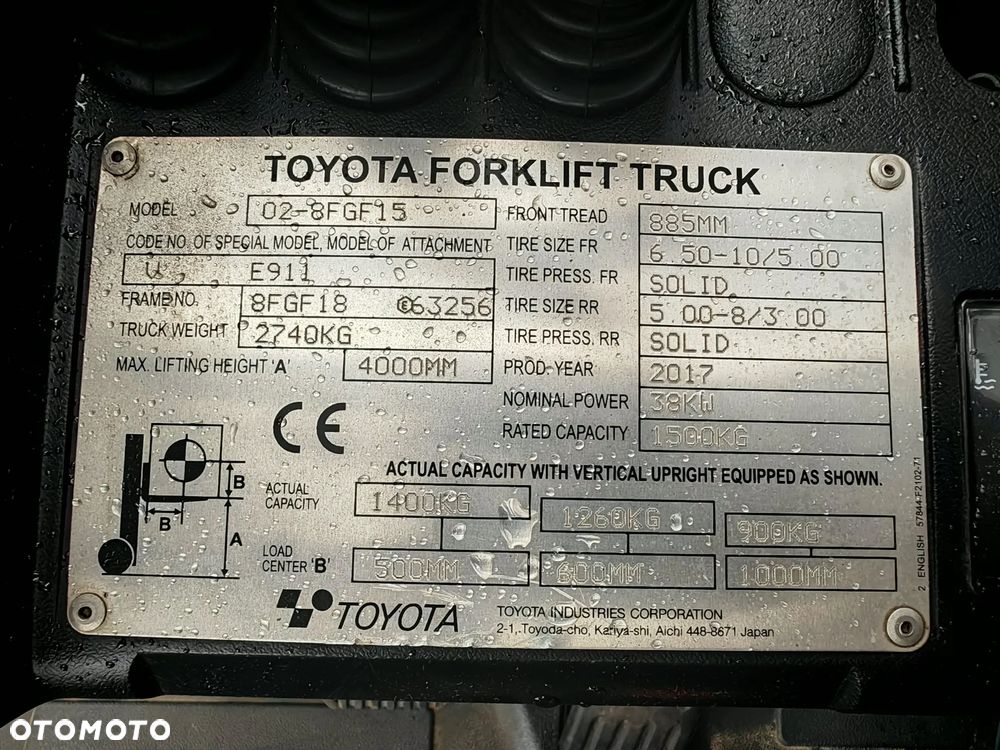 TOYOTA FORKLIFT TRUCK
MODEL 02-8FGF15
CODE NO. OF SPECIAL MODEL, MODEL OF ATTACHMENT
U E911
FRAME NO. 8FGF18 63256
TRUCK WEIGHT 2740KG
MAX. LIFTING HEIGHT 'A' 4000MM
FRONT TREAD 885MM
TIRE SIZE FR 6.50-10/5.00
TIRE PRESS. FR SOLID
TIRE SIZE RR 5.00-8/3.00
TIRE PRESS. RR SOLID
PROD. YEAR 2017
NOMINAL POWER 38KW
RATED CAPACITY 1500KG
CE
ACTUAL CAPACITY WITH VERTICAL UPRIGHT EQUIPPED AS SHOWN.
B
B
A
ACTUAL CAPACITY 1400KG 1260KG 900KG
LOAD CENTER 'B' 500MM 600MM 1000MM
TOYOTA
TOYOTA INDUSTRIES CORPORATION
2-1, Toyoda-cho, Kariya-shi, Aichi 448-8671 Japan
2 ENGLISH 57844-F2102-71
E
OTOMOTO